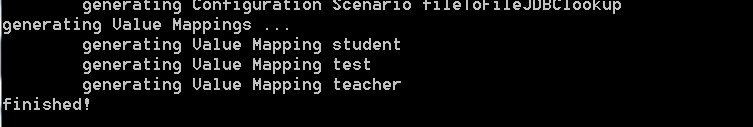 generating Configuration Scenario fileToFileJDBClookup
generating Value Mappings ...
generating Value Mapping student
generating Value Mapping test
generating Value Mapping teacher
finished!